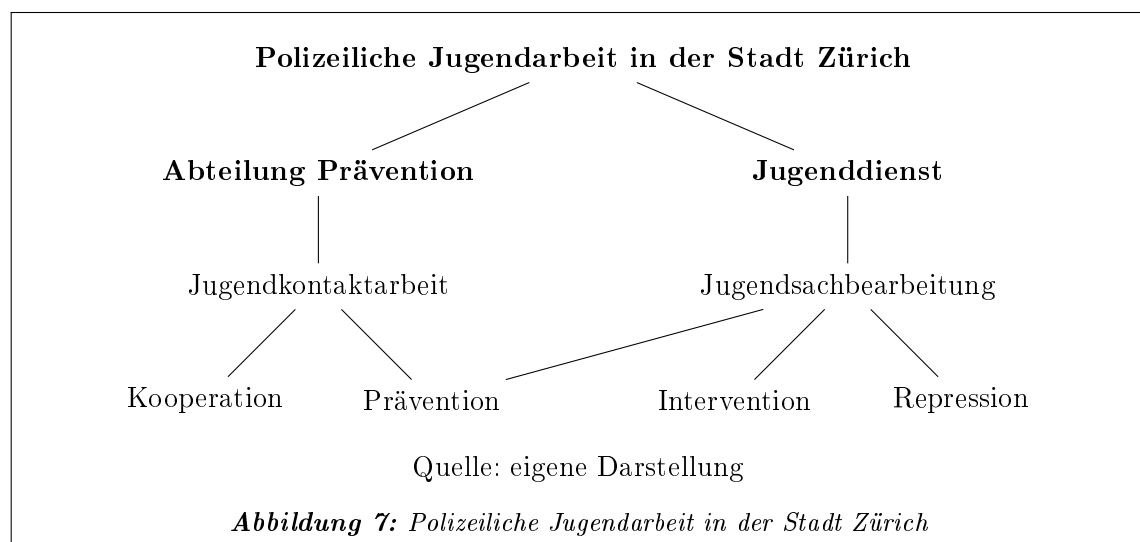 Polizeiliche Jugendarbeit in der Stadt Zürich
Abteilung Prävention
Jugenddienst
Jugendkontaktarbeit
Jugendsachbearbeitung
Kooperation
Prävention
Intervention
Repression
Quelle: eigene Darstellung
Abbildung 7: Polizeiliche Jugendarbeit in der Stadt Zürich